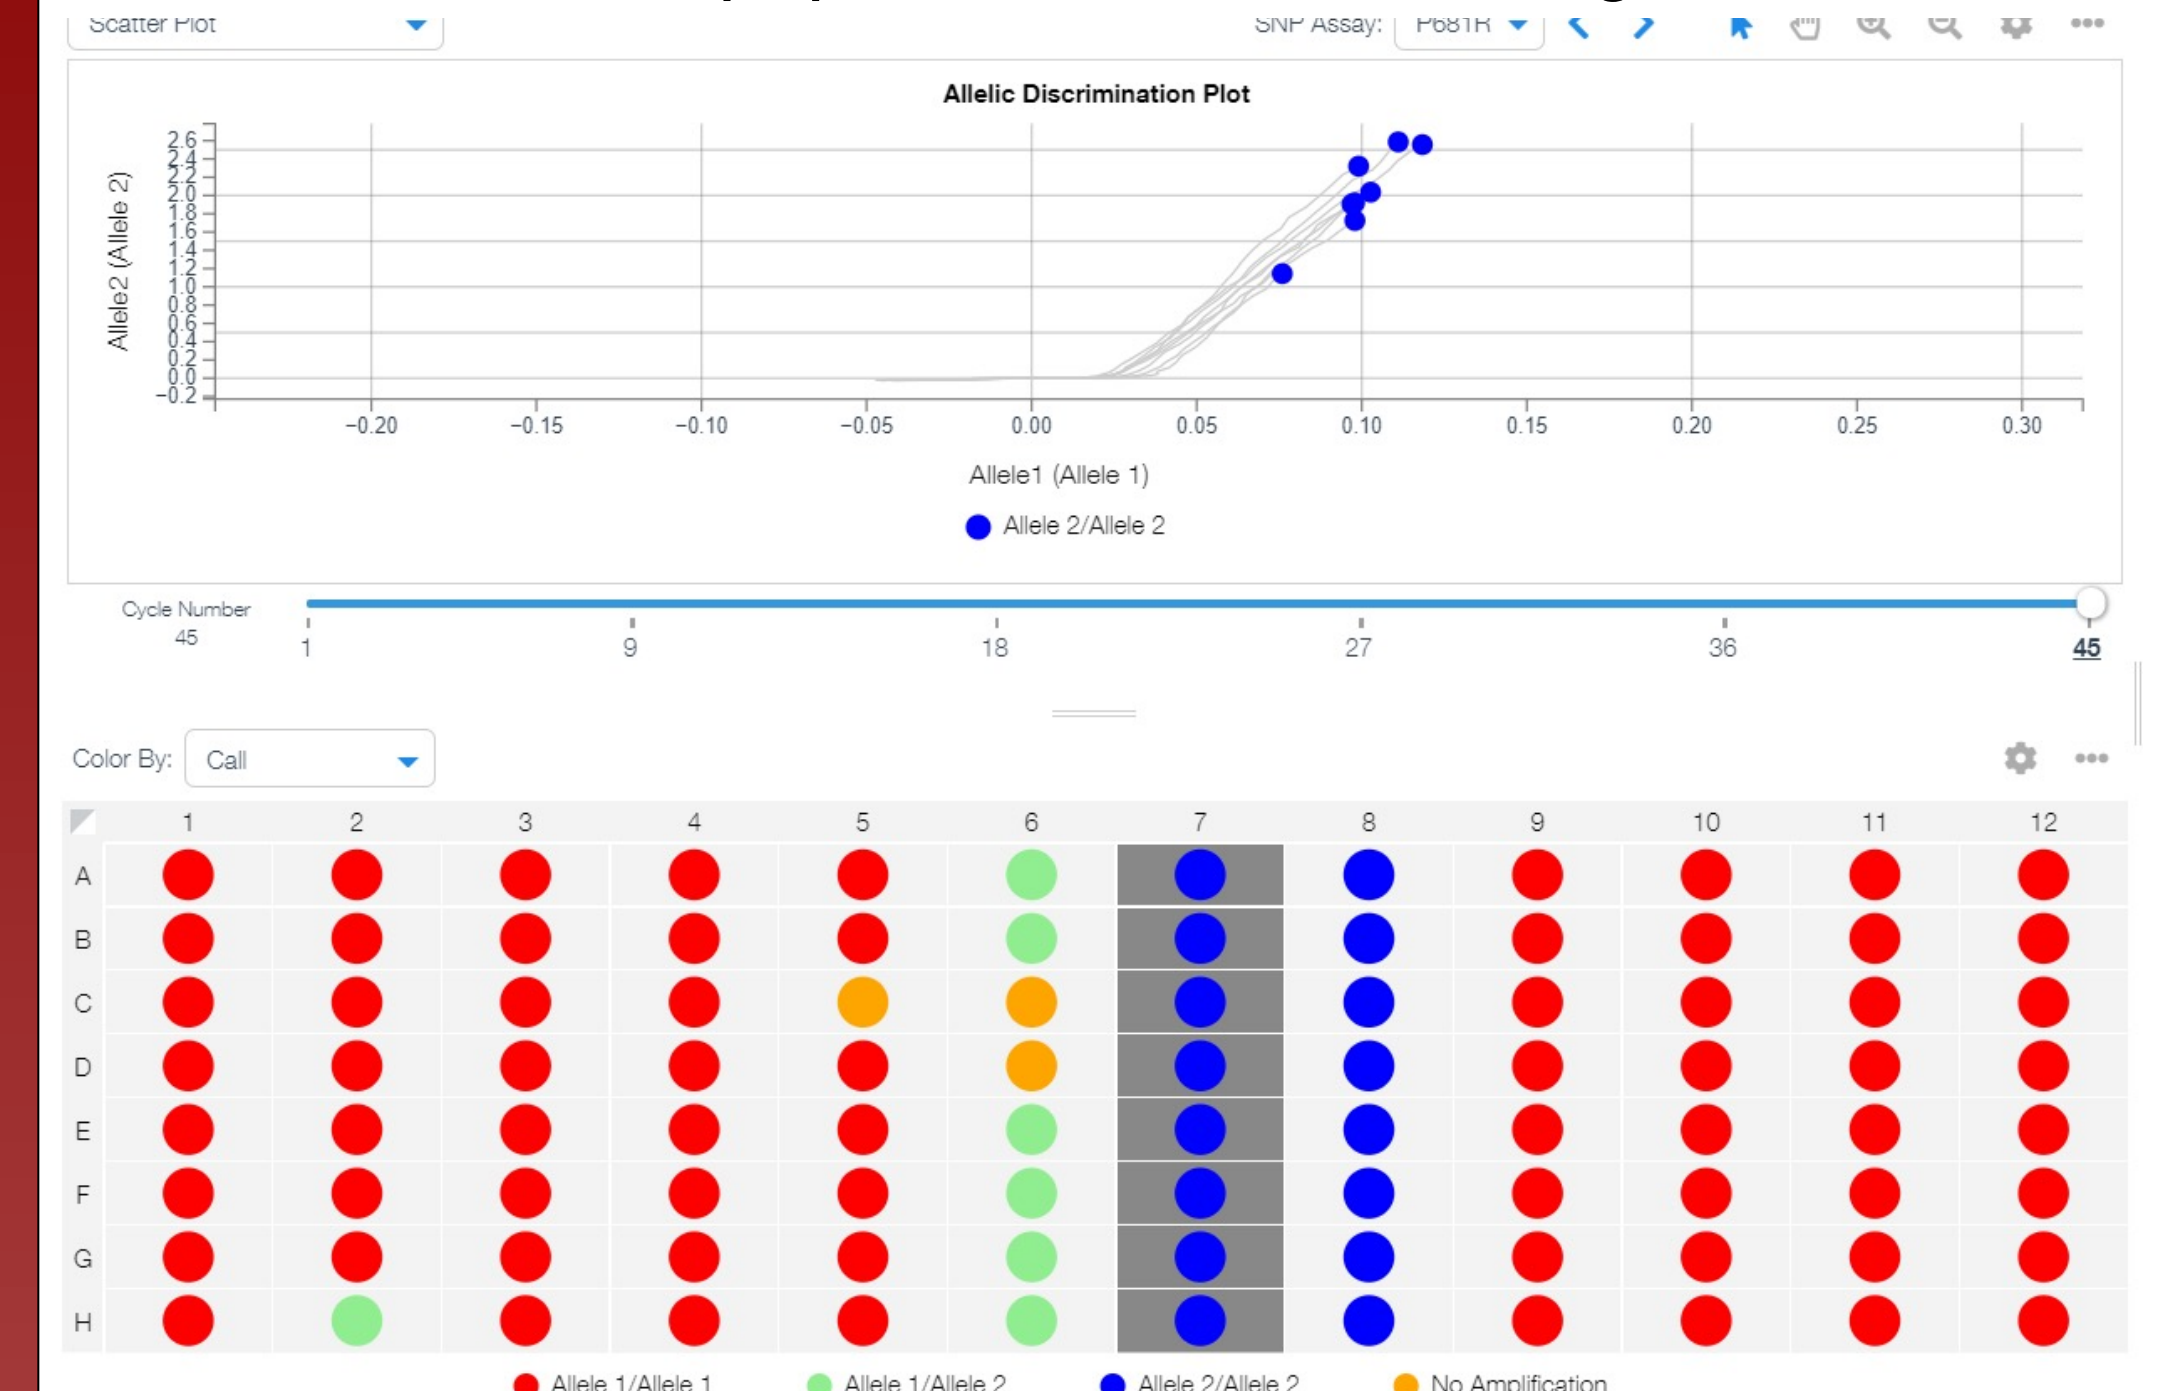 Scatter Plot
SNP Assay: P681R
Allelic Discrimination Plot
Allele2 (Allele 2)
2.6
2.4
2.2
2.0
1.8
1.6
1.4
1.2
1.0
0.8
0.6
0.4
0.2
0.0
−0.2
−0.20 −0.15 −0.10 −0.05 0.00 0.05 0.10 0.15 0.20 0.25 0.30
Allele1 (Allele 1)
Allele 2/Allele 2
Cycle Number
45
1 9 18 27 36 45
Color By: Call
1 2 3 4 5 6 7 8 9 10 11 12
A
B
C
D
E
F
G
H
Allele 1/Allele 1 Allele 1/Allele 2 Allele 2/Allele 2 No Amplification